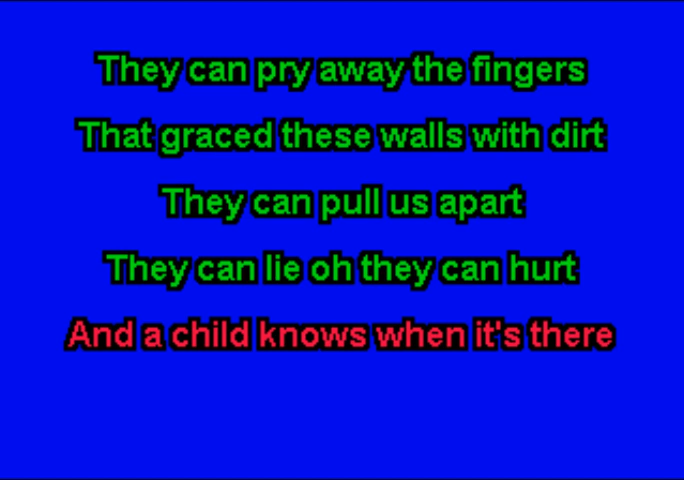 They can pry away the fingers
That graced these walls with dirt
They can pull us apart
They can lie oh they can hurt
And a child knows when it's there